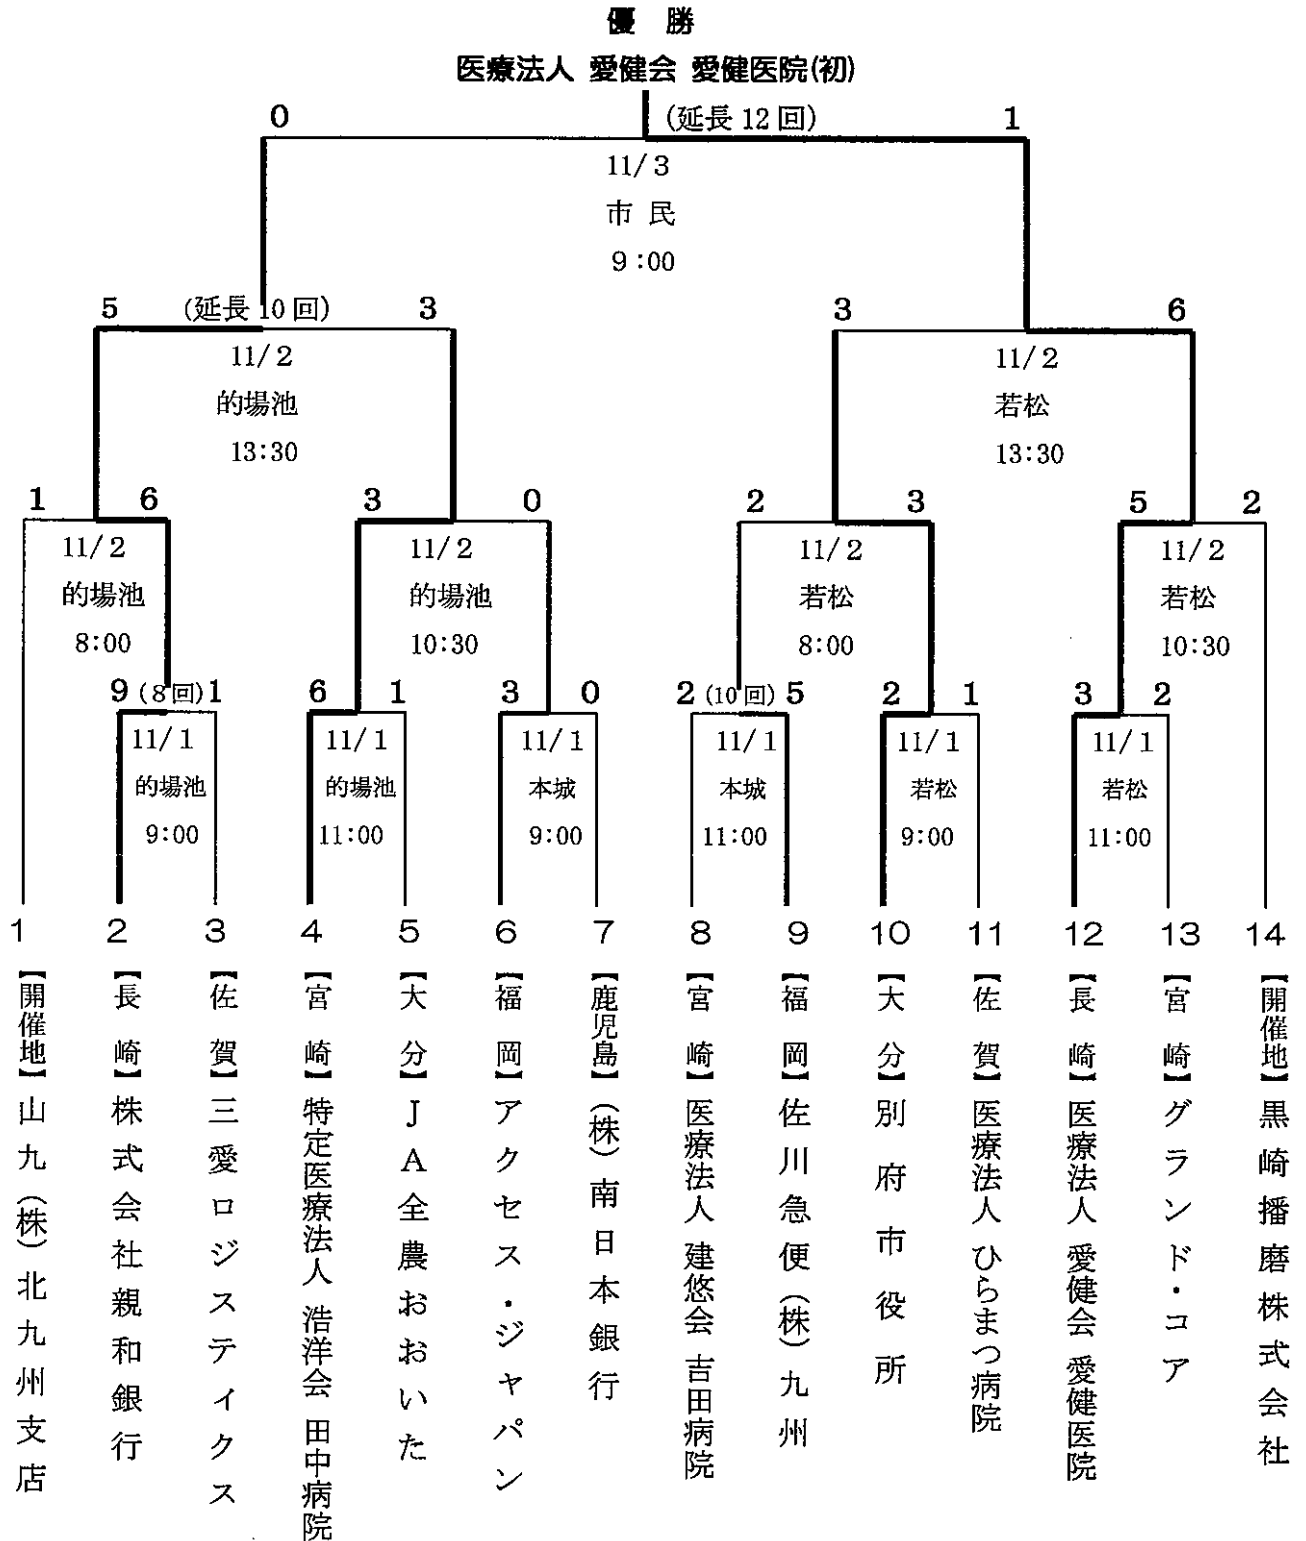 優 勝
医療法人 愛健会 愛健医院(初)
0 (延長 12 回) 1
11/3
市 民
9:00
5 (延長 10 回) 3
11/2
的場池
13:30
3 6
11/2
若松
13:30
1 6
11/2
的場池
8:00
3 0
11/2
的場池
10:30
2 3
11/2
若松
8:00
5 2
11/2
若松
10:30
9 (8 回) 1
11/1
的場池
9:00
6 1
11/1
的場池
11:00
3 0
11/1
本城
9:00
2 (10 回) 5
11/1
本城
11:00
2 1
11/1
若松
9:00
3 2
11/1
若松
11:00
1 【開催地】山九(株)北九州支店
2 【長 崎】株式会社親和銀行
3 【佐 賀】三愛ロジスティクス
4 【宮 崎】特定医療法人 浩洋会 田中病院
5 【大 分】JA全農おおいた
6 【福 岡】アクセス・ジャパン
7 【鹿児島】(株)南日本銀行
8 【宮 崎】医療法人 建悠会 吉田病院
9 【福 岡】佐川急便(株)九州
10 【大 分】別府市役所
11 【佐 賀】医療法人 ひらまつ病院
12 【長 崎】医療法人 愛健会 愛健医院
13 【宮 崎】グランド・コア
14 【開催地】黒崎播磨株式会社